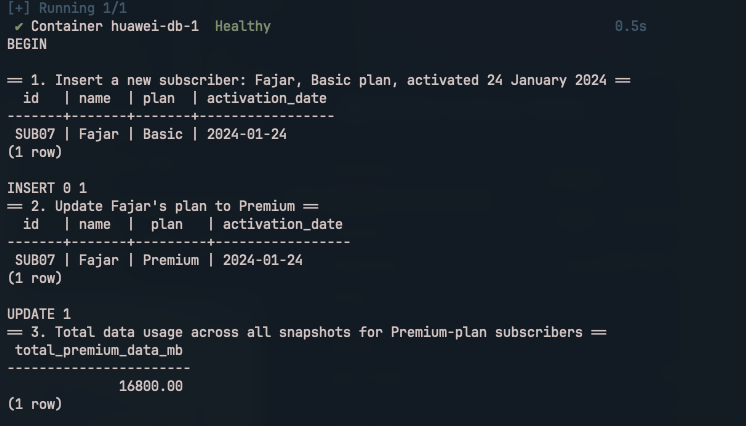 [+] Running 1/1
✔ Container huawei-db-1  Healthy                                           0.5s
BEGIN
== 1. Insert a new subscriber: Fajar, Basic plan, activated 24 January 2024 ==
  id   | name  | plan  | activation_date
-------+-------+-------+-----------------
 SUB07 | Fajar | Basic | 2024-01-24
(1 row)
INSERT 0 1
== 2. Update Fajar's plan to Premium ==
  id   | name  |  plan   | activation_date
-------+-------+---------+-----------------
 SUB07 | Fajar | Premium | 2024-01-24
(1 row)
UPDATE 1
== 3. Total data usage across all snapshots for Premium-plan subscribers ==
 total_premium_data_mb
-----------------------
              16800.00
(1 row)